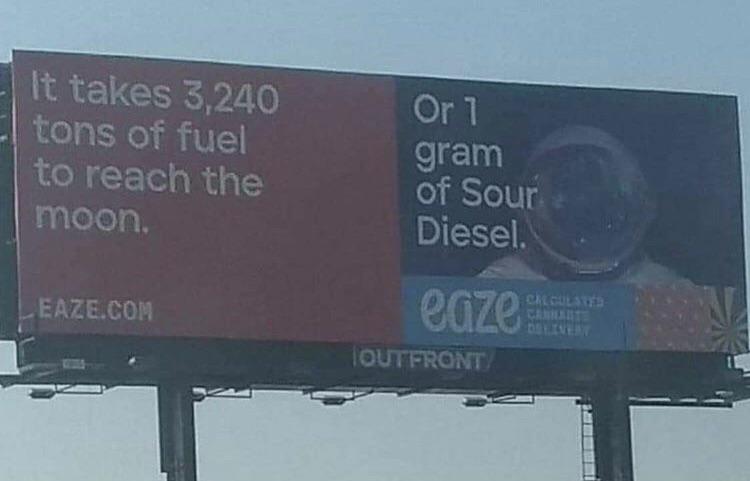 It takes 3,240
tons of fuel
to reach the
moon.
EAZE.COM
Or 1
gram
of Sour
Diesel.
eaze
CALCULATED
CANNABIS
DELIVERY
OUTFRONT/